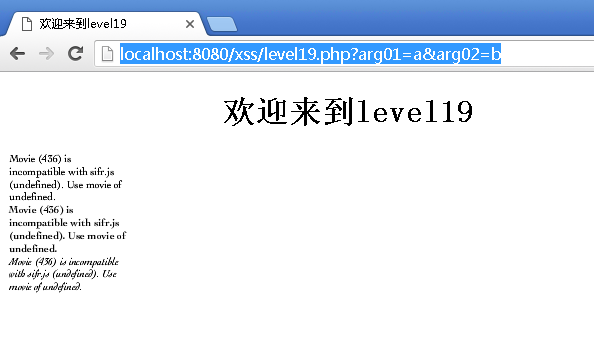 欢迎来到level19
localhost:8080/xss/level19.php?arg01=a&arg02=b
欢迎来到level19
Movie (436) is
incompatible with sifr.js
(undefined). Use movie of
undefined.
Movie (436) is
incompatible with sifr.js
(undefined). Use movie of
undefined.
Movie (436) is incompatible
with sifr.js (undefined). Use
movie of undefined.